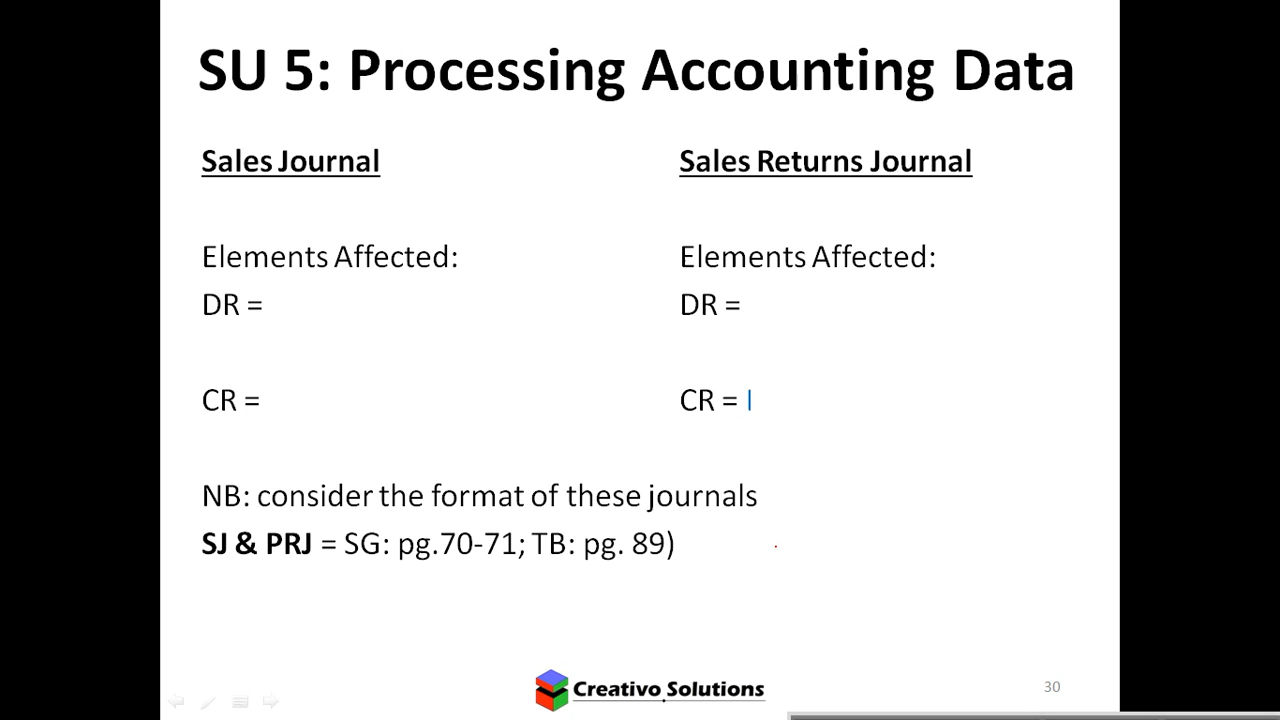 SU 5: Processing Accounting Data
Sales Journal
Elements Affected:
DR =
CR =
Sales Returns Journal
Elements Affected:
DR =
CR = I
NB: consider the format of these journals
SJ & PRJ = SG: pg.70-71; TB: pg. 89)
Creativo Solutions
30